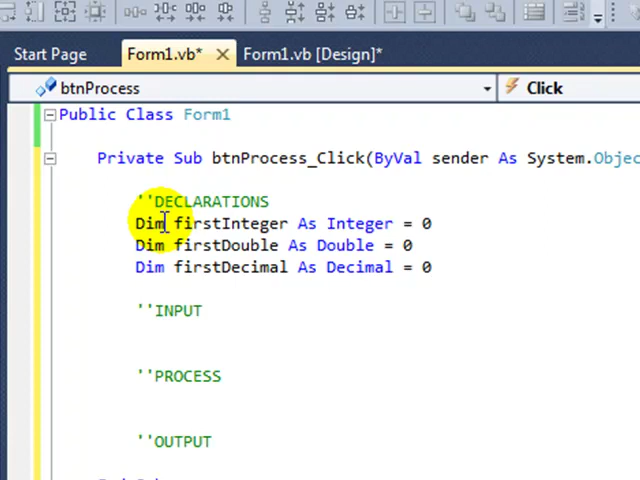 Start Page Form1.vb* Form1.vb [Design]*
btnProcess Click
Public Class Form1
Private Sub btnProcess_Click(ByVal sender As System.Objec
''DECLARATIONS
Dim firstInteger As Integer = 0
Dim firstDouble As Double = 0
Dim firstDecimal As Decimal = 0
''INPUT
''PROCESS
''OUTPUT